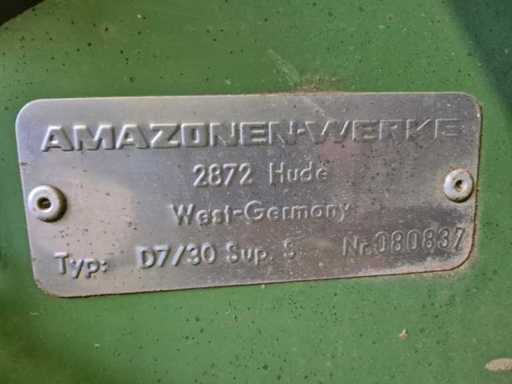 AMAZONEN-WERKE
2872 Hude
West-Germany
Typ: D7/30 Sup. S Nr. 080837